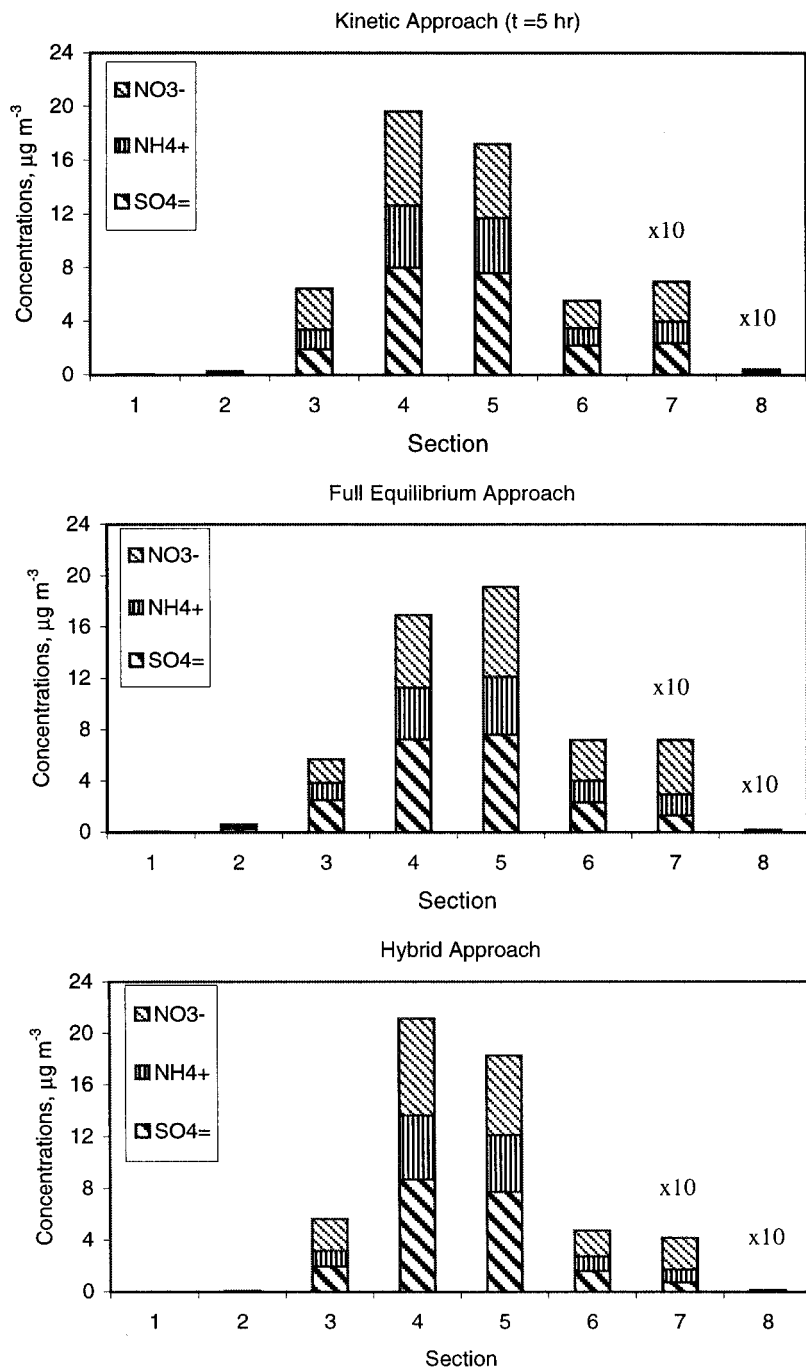 Kinetic Approach (t =5 hr)
Concentrations, µg m-3
24
20
16
12
8
4
0
NO3-
NH4+
SO4=
x10
x10
1 2 3 4 5 6 7 8
Section
Full Equilibrium Approach
Concentrations, µg m-3
24
20
16
12
8
4
0
NO3-
NH4+
SO4=
x10
x10
1 2 3 4 5 6 7 8
Section
Hybrid Approach
Concentrations, µg m-3
24
20
16
12
8
4
0
NO3-
NH4+
SO4=
x10
x10
1 2 3 4 5 6 7 8
Section